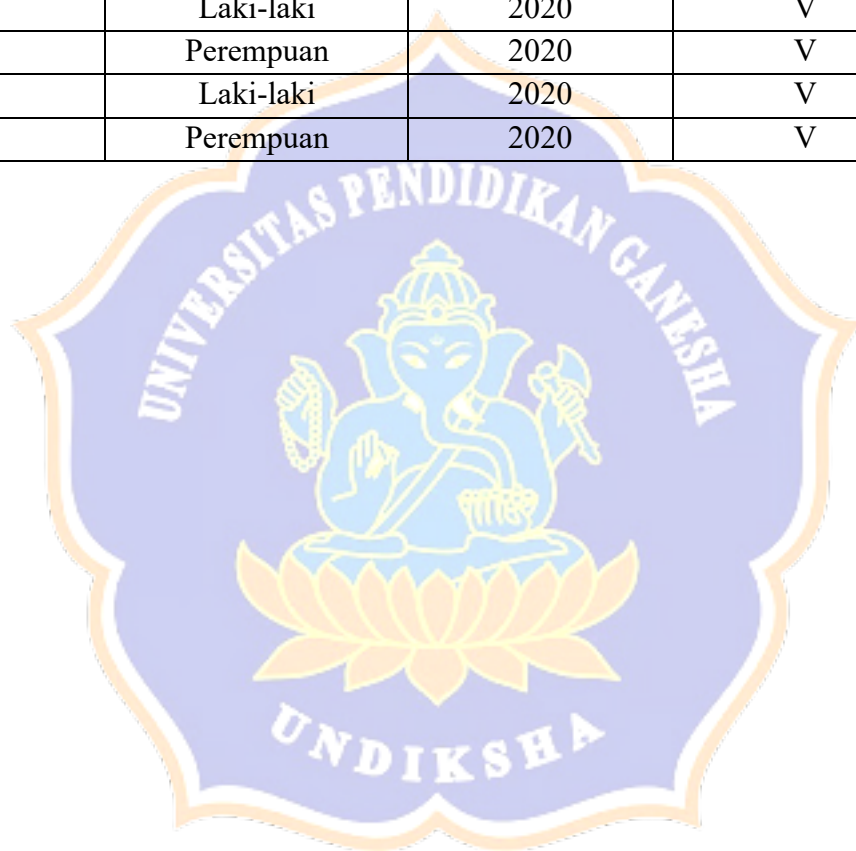 Laki-laki 2020 V
Perempuan 2020 V
Laki-laki 2020 V
Perempuan 2020 V
UNIVERSITAS PENDIDIKAN GANESHA
UNDIKSHA